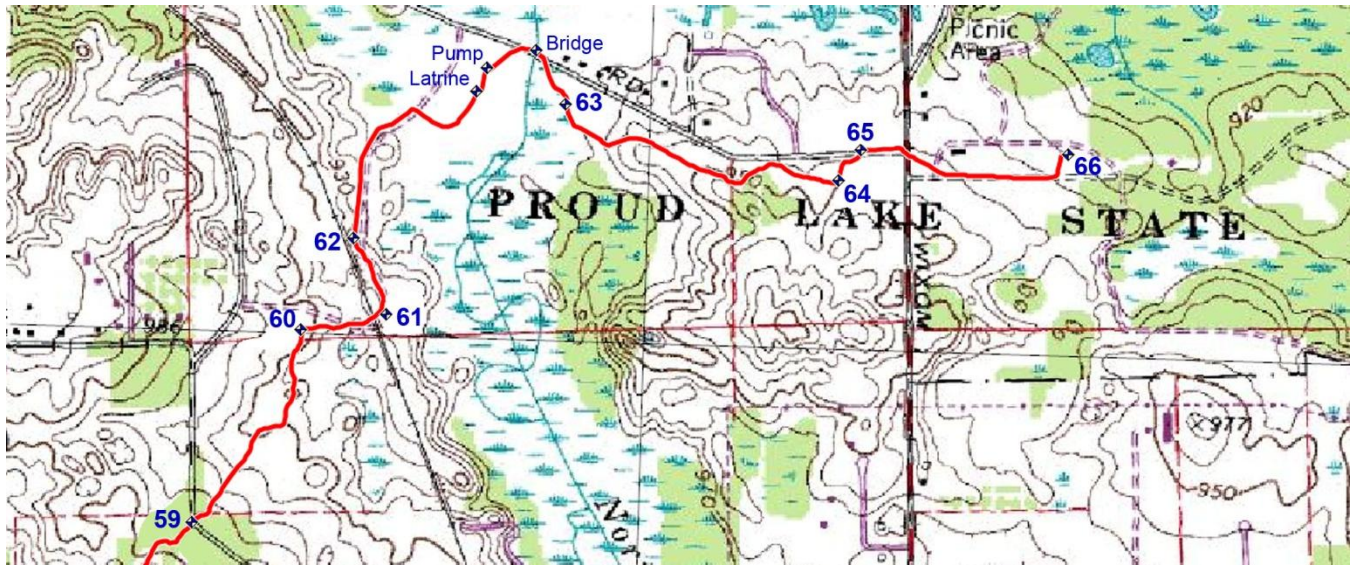 Picnic
Area
Bridge
Pump
Latrine
RD
63
920
65
66
64
930
PROUD LAKE STATE
62
WIXOM
61
60
986
59
X 977
950